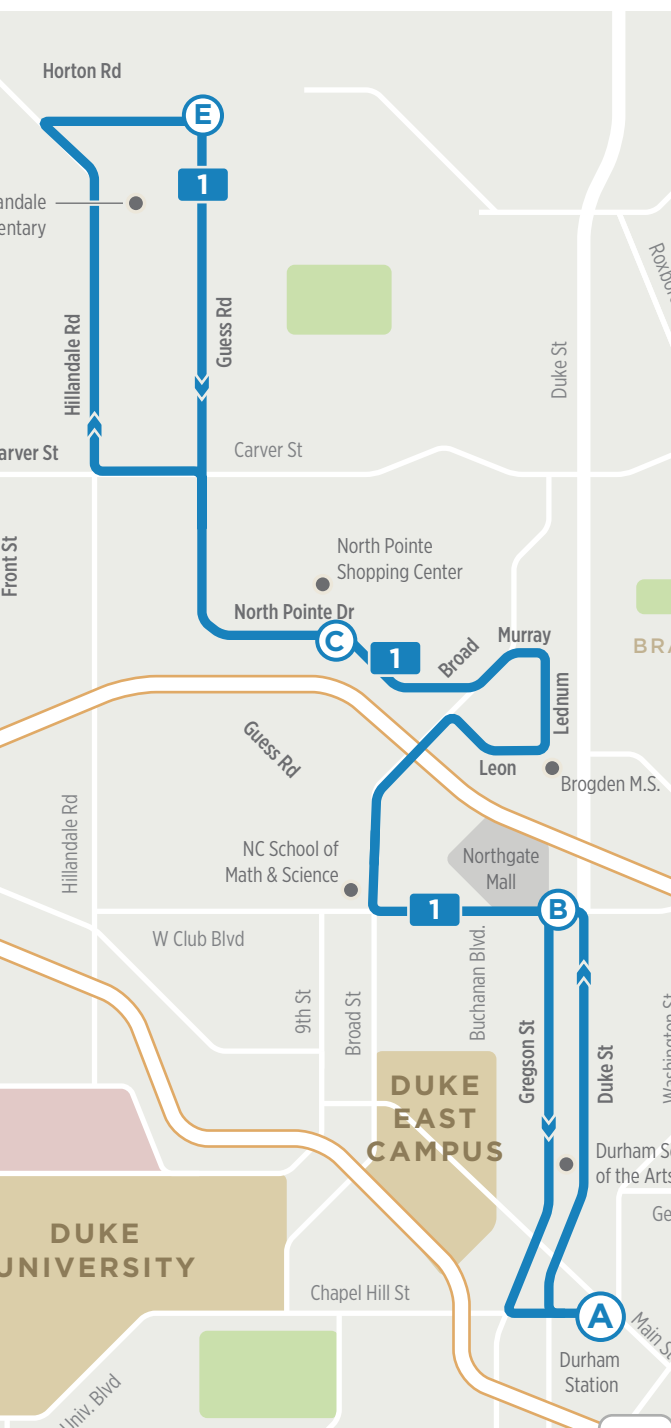 Horton Rd
E
1
andale
entary
Hillandale Rd
Guess Rd
Duke St
Roxbor
arver St
Carver St
Front St
North Pointe
Shopping Center
North Pointe Dr
C
1
Broad
Murray
Lednum
BRA
Guess Rd
Leon
Brogden M.S.
Hillandale Rd
NC School of
Math & Science
Northgate
Mall
1
B
W Club Blvd
9th St
Broad St
Buchanan Blvd.
Gregson St
Duke St
Washington St
DUKE
EAST
CAMPUS
Durham S
of the Arts
Ge
DUKE
UNIVERSITY
Chapel Hill St
A
Main St
Durham
Station
Univ. Blvd